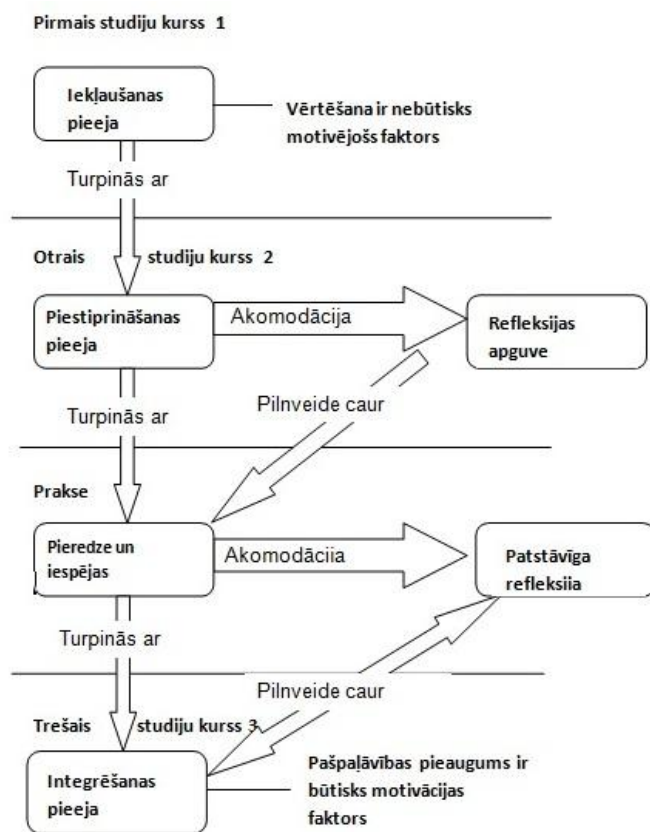 Pirmais studiju kurss 1
Iekļaušanas
pieeja
Vērtēšana ir nebūtisks
motivējošs faktors
Turpinās ar
Otrais studiju kurss 2
Piestiprināšanas
pieeja
Akomodācija
Refleksijas
apguve
Turpinās ar
Pilnveide caur
Prakse
Pieredze un
iespējas
Akomodāciia
Patstāvīga
refleksiia
Turpinās ar
Pilnveide caur
Trešais studiju kurss 3
Integrēšanas
pieeja
Pašpaļāvības pieaugums ir
būtisks motivācijas
faktors